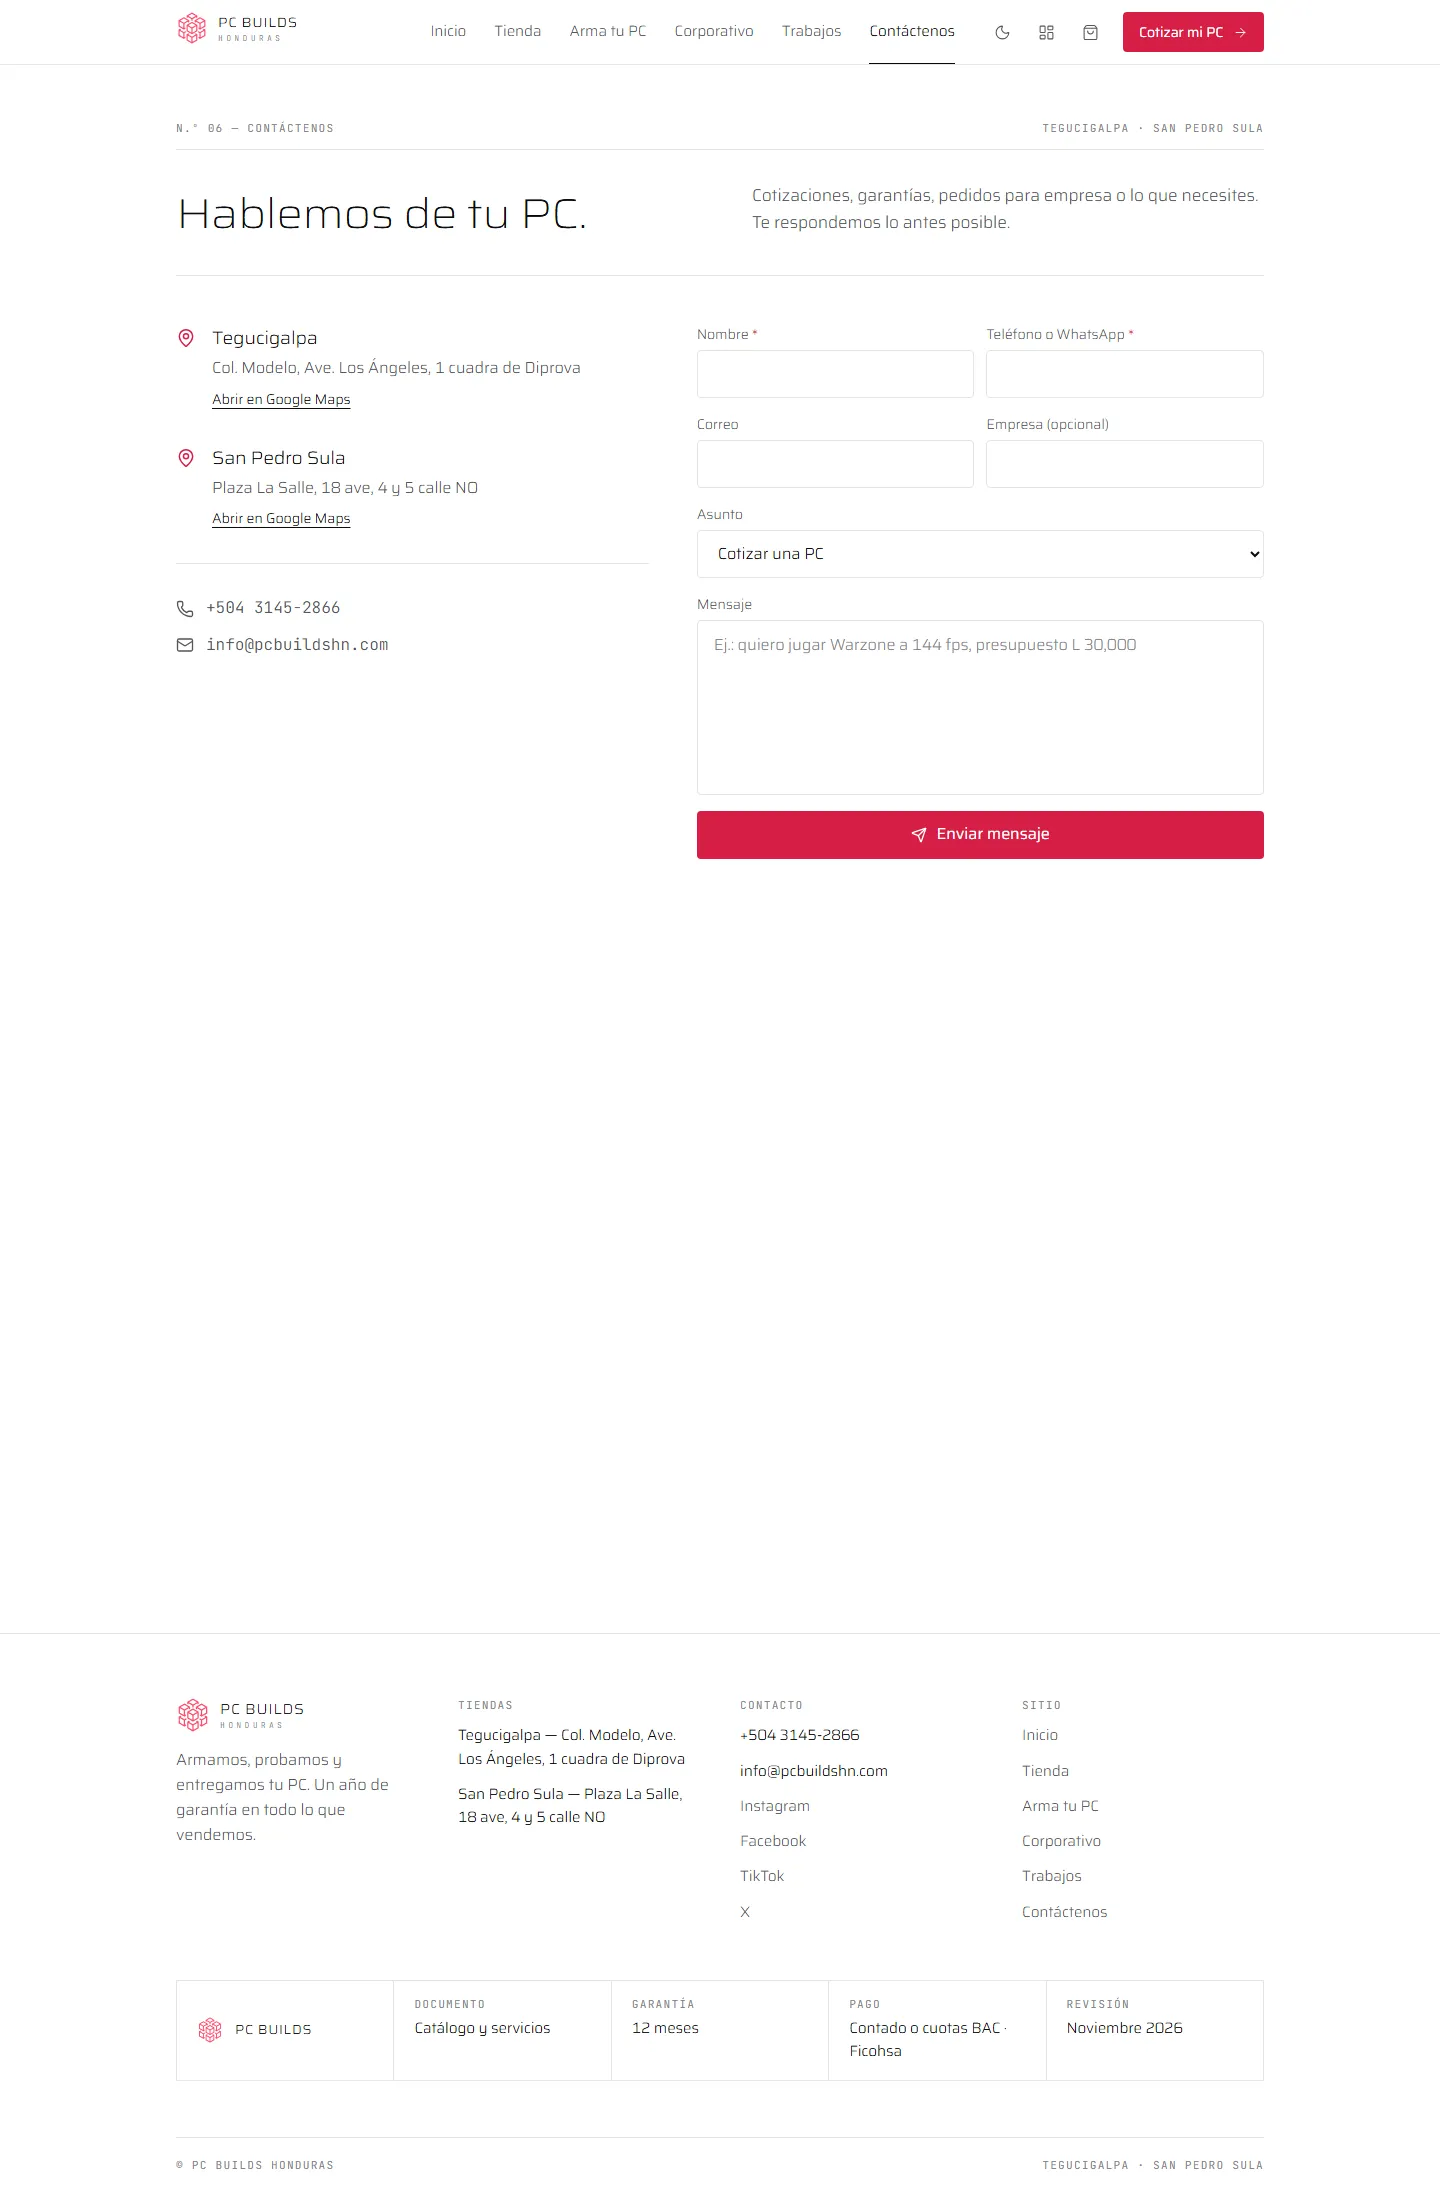 PC BUILDS
HONDURAS
Inicio
Tienda
Arma tu PC
Corporativo
Trabajos
Contáctenos
Cotizar mi PC
N.° 06 — CONTÁCTENOS
TEGUCIGALPA · SAN PEDRO SULA
Hablemos de tu PC.
Cotizaciones, garantías, pedidos para empresa o lo que necesites.
Te respondemos lo antes posible.
Tegucigalpa
Col. Modelo, Ave. Los Ángeles, 1 cuadra de Diprova
Abrir en Google Maps
San Pedro Sula
Plaza La Salle, 18 ave, 4 y 5 calle NO
Abrir en Google Maps
+504 3145-2866
info@pcbuildshn.com
Nombre *
Teléfono o WhatsApp *
Correo
Empresa (opcional)
Asunto
Cotizar una PC
Mensaje
Ej.: quiero jugar Warzone a 144 fps, presupuesto L 30,000
Enviar mensaje
PC BUILDS
HONDURAS
Armamos, probamos y
entregamos tu PC. Un año de
garantía en todo lo que
vendemos.
TIENDAS
Tegucigalpa — Col. Modelo, Ave.
Los Ángeles, 1 cuadra de Diprova
San Pedro Sula — Plaza La Salle,
18 ave, 4 y 5 calle NO
CONTACTO
+504 3145-2866
info@pcbuildshn.com
Instagram
Facebook
TikTok
X
SITIO
Inicio
Tienda
Arma tu PC
Corporativo
Trabajos
Contáctenos
PC BUILDS
DOCUMENTO
Catálogo y servicios
GARANTÍA
12 meses
PAGO
Contado o cuotas BAC ·
Ficohsa
REVISIÓN
Noviembre 2026
© PC BUILDS HONDURAS
TEGUCIGALPA · SAN PEDRO SULA